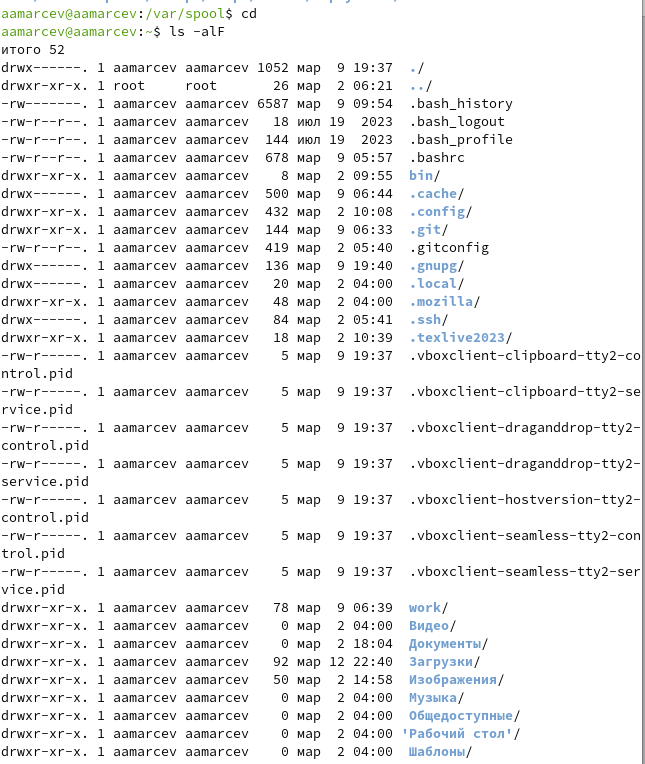 aamarcev@aamarcev:/var/spool$ cd
aamarcev@aamarcev:~$ ls -alF
итого 52
drwx------. 1 aamarcev aamarcev 1052 мар  9 19:37  ./
drwxr-xr-x. 1 root     root       26 мар  2 06:21  ../
-rw-------. 1 aamarcev aamarcev 6587 мар  9 09:54  .bash_history
-rw-r--r--. 1 aamarcev aamarcev   18 июл 19  2023  .bash_logout
-rw-r--r--. 1 aamarcev aamarcev  144 июл 19  2023  .bash_profile
-rw-r--r--. 1 aamarcev aamarcev  678 мар  9 05:57  .bashrc
drwxr-xr-x. 1 aamarcev aamarcev    8 мар  2 09:55  bin/
drwx------. 1 aamarcev aamarcev  500 мар  9 06:44  .cache/
drwxr-xr-x. 1 aamarcev aamarcev  432 мар  2 10:08  .config/
drwxr-xr-x. 1 aamarcev aamarcev  144 мар  9 06:33  .git/
-rw-r--r--. 1 aamarcev aamarcev  419 мар  2 05:40  .gitconfig
drwx------. 1 aamarcev aamarcev  136 мар  9 19:40  .gnupg/
drwx------. 1 aamarcev aamarcev   20 мар  2 04:00  .local/
drwxr-xr-x. 1 aamarcev aamarcev   48 мар  2 04:00  .mozilla/
drwx------. 1 aamarcev aamarcev   84 мар  2 05:41  .ssh/
drwxr-xr-x. 1 aamarcev aamarcev   18 мар  2 10:39  .texlive2023/
-rw-r-----. 1 aamarcev aamarcev    5 мар  9 19:37  .vboxclient-clipboard-tty2-co
ntrol.pid
-rw-r-----. 1 aamarcev aamarcev    5 мар  9 19:37  .vboxclient-clipboard-tty2-se
rvice.pid
-rw-r-----. 1 aamarcev aamarcev    5 мар  9 19:37  .vboxclient-draganddrop-tty2-
control.pid
-rw-r-----. 1 aamarcev aamarcev    5 мар  9 19:37  .vboxclient-draganddrop-tty2-
service.pid
-rw-r-----. 1 aamarcev aamarcev    5 мар  9 19:37  .vboxclient-hostversion-tty2-
control.pid
-rw-r-----. 1 aamarcev aamarcev    5 мар  9 19:37  .vboxclient-seamless-tty2-con
trol.pid
-rw-r-----. 1 aamarcev aamarcev    5 мар  9 19:37  .vboxclient-seamless-tty2-ser
vice.pid
drwxr-xr-x. 1 aamarcev aamarcev   78 мар  9 06:39  work/
drwxr-xr-x. 1 aamarcev aamarcev    0 мар  2 04:00  Видео/
drwxr-xr-x. 1 aamarcev aamarcev    0 мар  2 18:04  Документы/
drwxr-xr-x. 1 aamarcev aamarcev   92 мар 12 22:40  Загрузки/
drwxr-xr-x. 1 aamarcev aamarcev   50 мар  2 14:58  Изображения/
drwxr-xr-x. 1 aamarcev aamarcev    0 мар  2 04:00  Музыка/
drwxr-xr-x. 1 aamarcev aamarcev    0 мар  2 04:00  Общедоступные/
drwxr-xr-x. 1 aamarcev aamarcev    0 мар  2 04:00 'Рабочий стол'/
drwxr-xr-x. 1 aamarcev aamarcev    0 мар  2 04:00  Шаблоны/